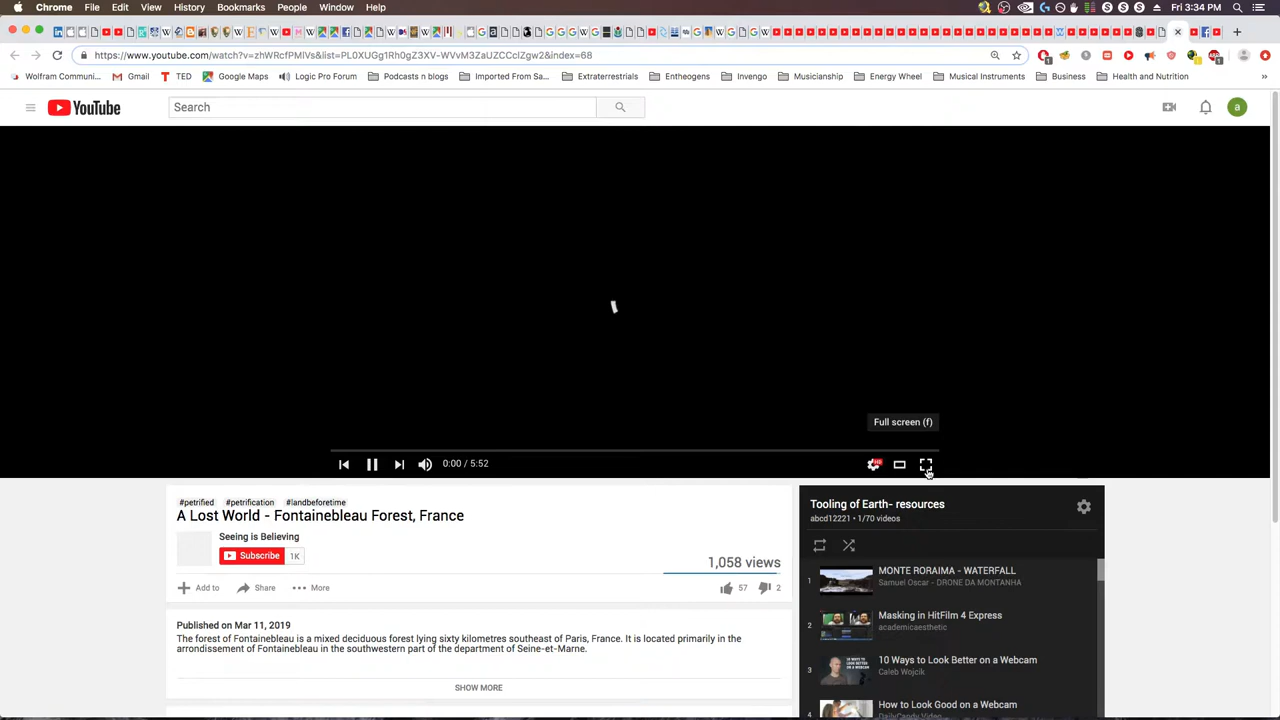 Chrome File Edit View History Bookmarks People Window Help Fri 3:34 PM
https://www.youtube.com/watch?v=zhWRcfPMIVs&list=PL0XUGg1Rh0gZ3XV-WVvM3ZaUZCCclZgw2&index=68
Wolfram Communi... Gmail TED Google Maps Logic Pro Forum Podcasts n blogs Imported From Sa... Extraterrestrials Entheogens Invengo Musicianship Energy Wheel Musical Instruments Business Health and Nutrition »
YouTube Search a
Full screen (f)
0:00 / 5:52 HD
#petrified #petrification #landbeforetime
A Lost World - Fontainebleau Forest, France
Seeing is Believing
Subscribe 1K
1,058 views
Add to Share More 57 2
Published on Mar 11, 2019
The forest of Fontainebleau is a mixed deciduous forest lying sixty kilometres southeast of Paris, France. It is located primarily in the
arrondissement of Fontainebleau in the southwestern part of the department of Seine-et-Marne.
SHOW MORE
Tooling of Earth- resources
abcd12221 • 1/70 videos
1 MONTE RORAIMA - WATERFALL
Samuel Oscar - DRONE DA MONTANHA
2 Masking in HitFilm 4 Express
academicaesthetic
3 10 Ways to Look Better on a Webcam
Caleb Wojcik
4 How to Look Good on a Webcam
DailyCandy Video